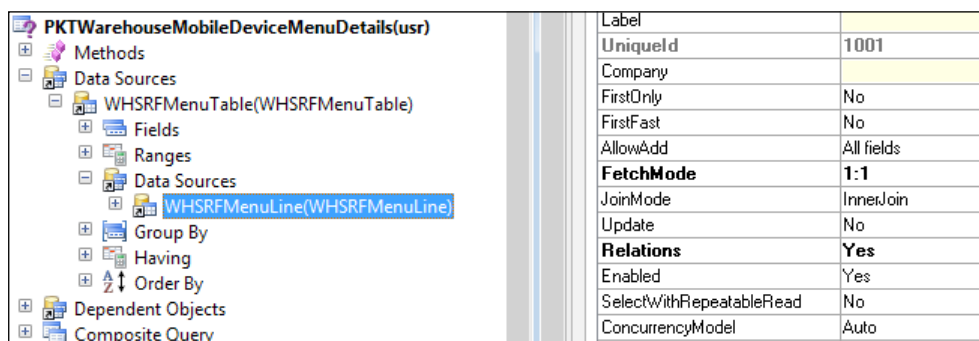 PKTWarehouseMobileDeviceMenuDetails(usr)
Methods
Data Sources
WHSRFMenuTable(WHSRFMenuTable)
Fields
Ranges
Data Sources
WHSRFMenuLine(WHSRFMenuLine)
Group By
Having
Order By
Dependent Objects
Composite Query
Label
UniqueId 1001
Company
FirstOnly No
FirstFast No
AllowAdd All fields
FetchMode 1:1
JoinMode InnerJoin
Update No
Relations Yes
Enabled Yes
SelectWithRepeatableRead No
ConcurrencyModel Auto